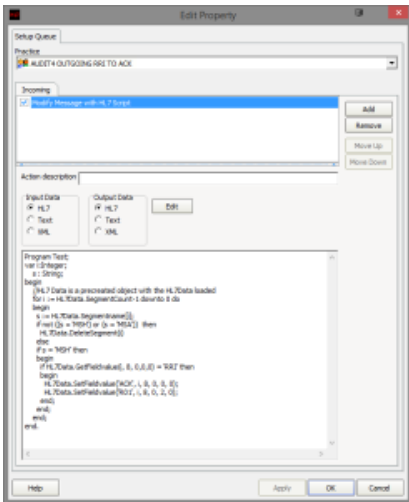 Edit Property
Setup Queue
Practice
AUDIT4 OUTGOING RRI TO ACK
Incoming
Modify Message with HL7 Script
Add
Remove
Move Up
Move Down
Action description
Input Data
Output Data
HL7
HL7
Edit
Text
Text
XML
XML
Program Test;
var i:Integer;
s : String;
begin
//HL7 Data is a precreated object with the HL7Data loaded
for i := HL7Data.SegmentCount-1 downto 0 do
begin
s := HL7Data.Segmentname[i];
if not ((s = 'MSH') or (s = 'MSA')) then
HL7Data.DeleteSegment(i)
else
if s = 'MSH' then
begin
if HL7Data.GetFieldvalue(i, 8, 0,0,0) = 'RRI' then
begin
HL7Data.SetFieldvalue('ACK', i, 8, 0, 0, 0);
HL7Data.SetFieldvalue('R01', i, 8, 0, 2, 0);
end;
end;
end;
end.
Help
Apply
OK
Cancel